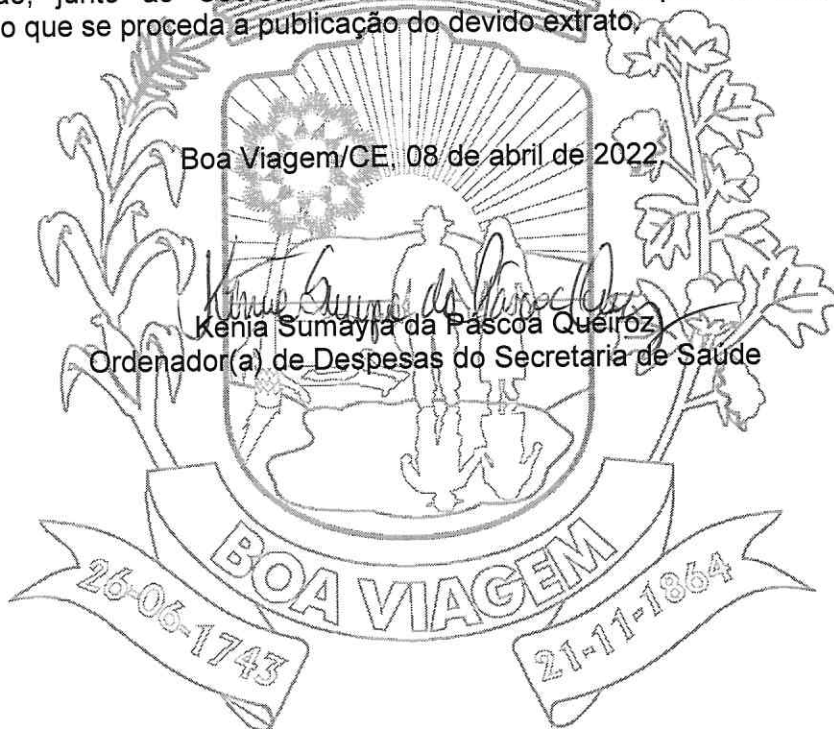 o que se proceda a publicação do devido extrato.
Boa Viagem/CE, 08 de abril de 2022.
Kenia Sumayra da Páscoa Queiroz
Ordenador(a) de Despesas do Secretaria de Saúde
BOA VIAGEM
26-06-1743
21-11-1864